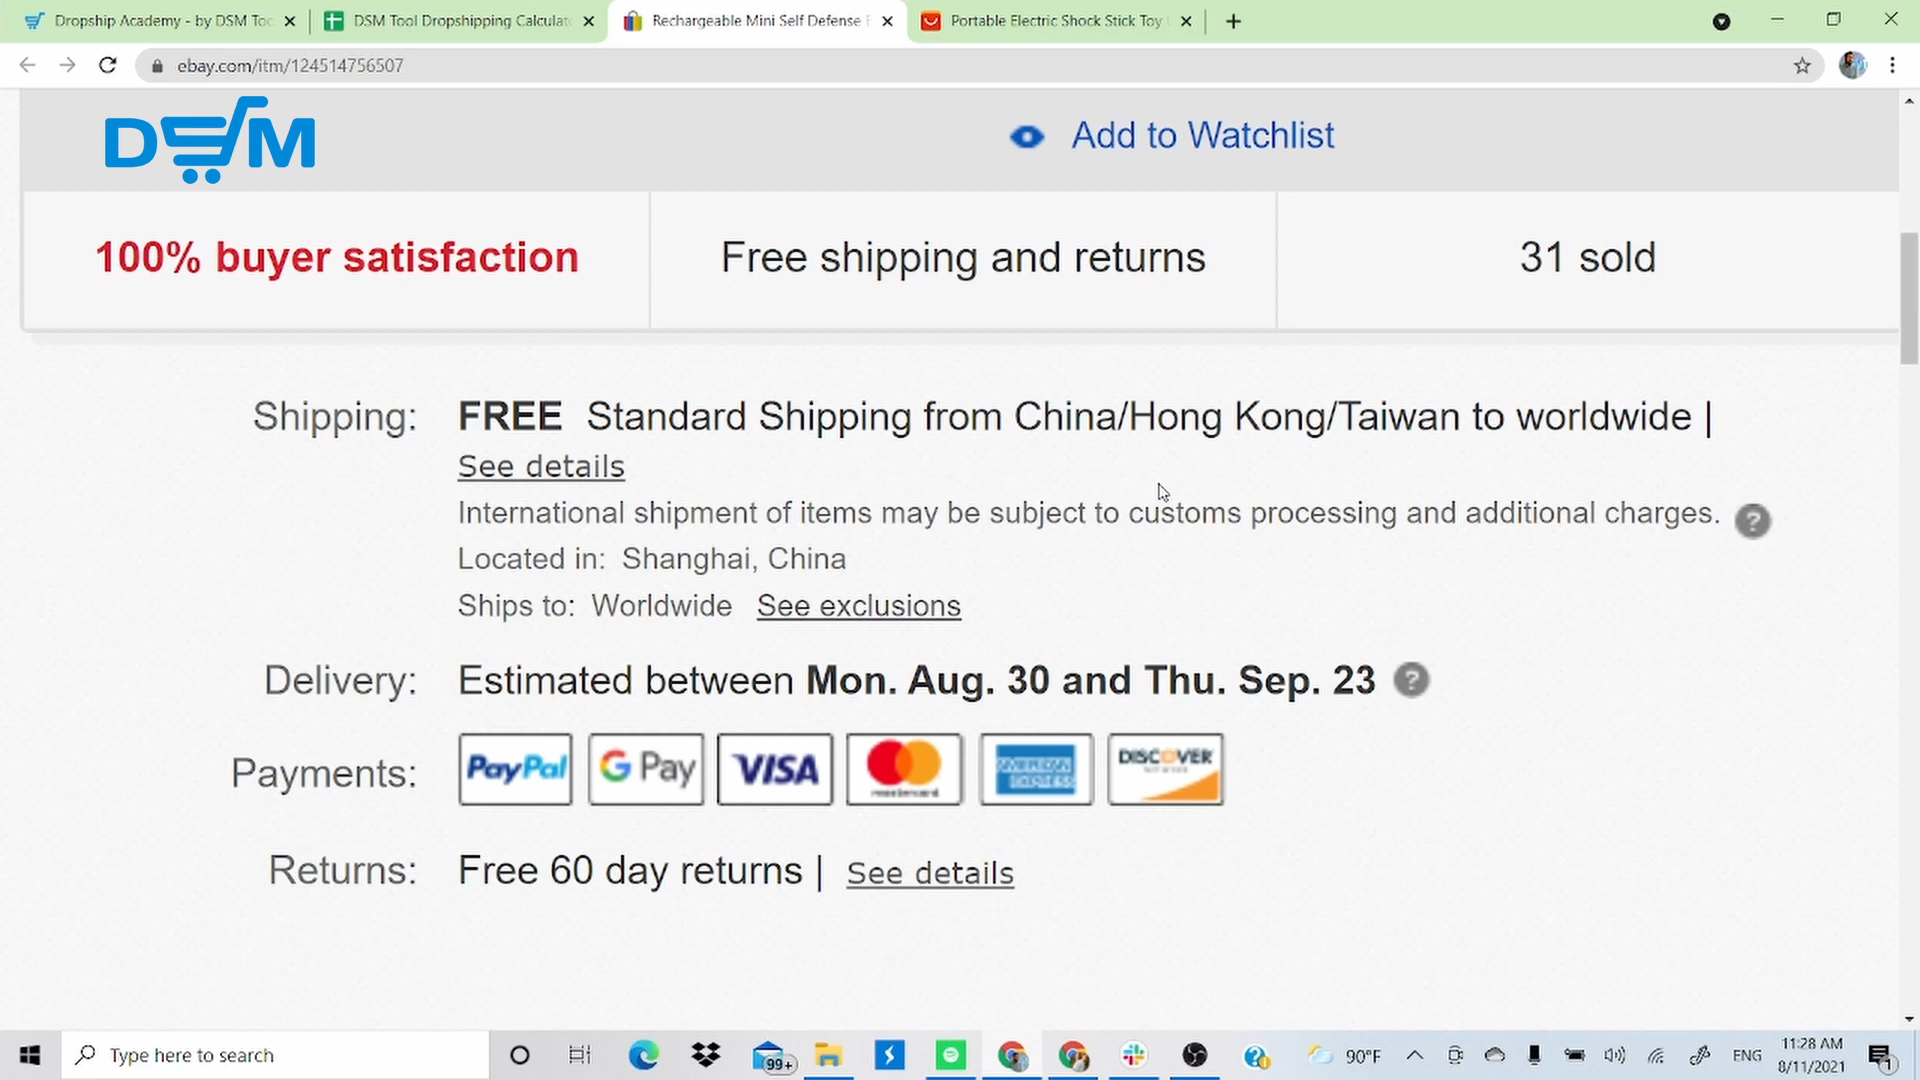 Dropship Academy - by DSM Too
DSM Tool Dropshipping Calculat
Rechargeable Mini Self Defense F
Portable Electric Shock Stick Toy
ebay.com/itm/124514756507
DSM
Add to Watchlist
100% buyer satisfaction
Free shipping and returns
31 sold
Shipping: FREE Standard Shipping from China/Hong Kong/Taiwan to worldwide |
See details
International shipment of items may be subject to customs processing and additional charges. ?
Located in: Shanghai, China
Ships to: Worldwide See exclusions
Delivery: Estimated between Mon. Aug. 30 and Thu. Sep. 23 ?
Payments: PayPal G Pay VISA mastercard AMERICAN EXPRESS DISCOVER
Returns: Free 60 day returns | See details
Type here to search
99+
90°F
ENG
11:28 AM
8/11/2021
1